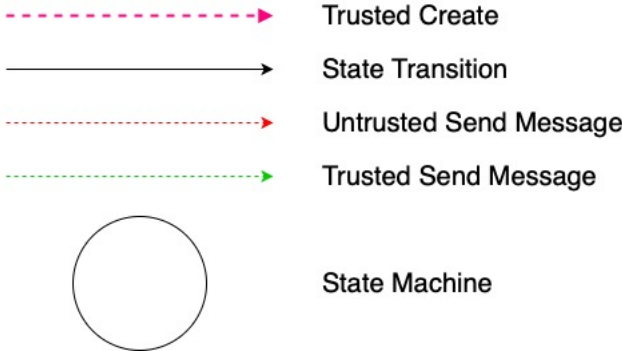 Trusted Create
State Transition
Untrusted Send Message
Trusted Send Message
State Machine